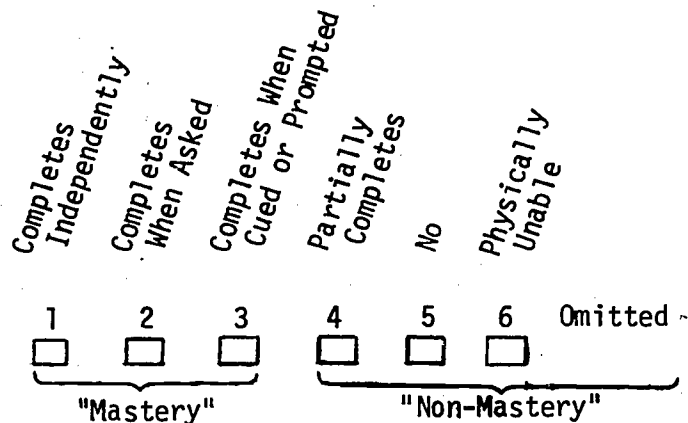 Completes
Independently
Completes
When Asked
Completes When
Cued or Prompted
Partially
Completes
No
Physically
Unable
1 2 3 4 5 6 Omitted
"Mastery" "Non-Mastery"